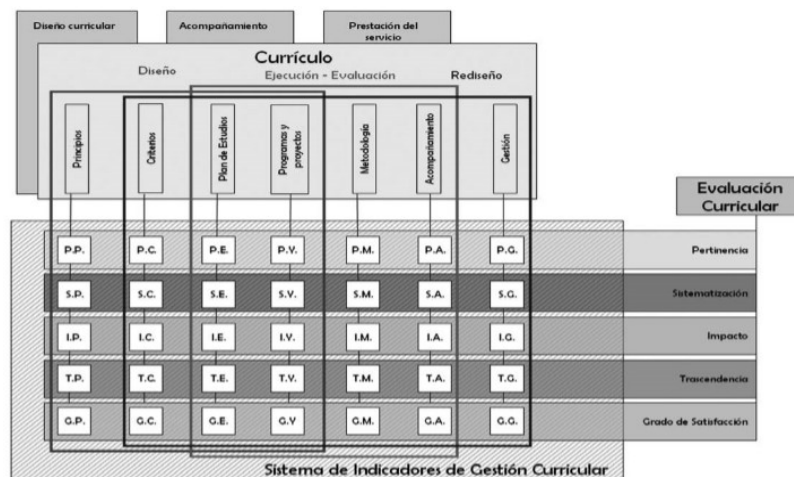 Diseño curricular
Acompañamiento
Prestación del
servicio
Currículo
Diseño
Ejecución - Evaluación
Rediseño
Principios
Criterios
Plan de Estudios
Programas y
proyectos
Metodología
Acompañamiento
Gestión
Evaluación
Curricular
P.P. P.C. P.E. P.Y. P.M. P.A. P.G. Pertinencia
S.P. S.C. S.E. S.Y. S.M. S.A. S.G. Sistematización
I.P. I.C. I.E. I.Y. I.M. I.A. I.G. Impacto
T.P. T.C. T.E. T.Y. T.M. T.A. T.G. Trascendencia
G.P. G.C. G.E. G.Y G.M. G.A. G.G. Grado de Satisfacción
Sistema de Indicadores de Gestión Curricular